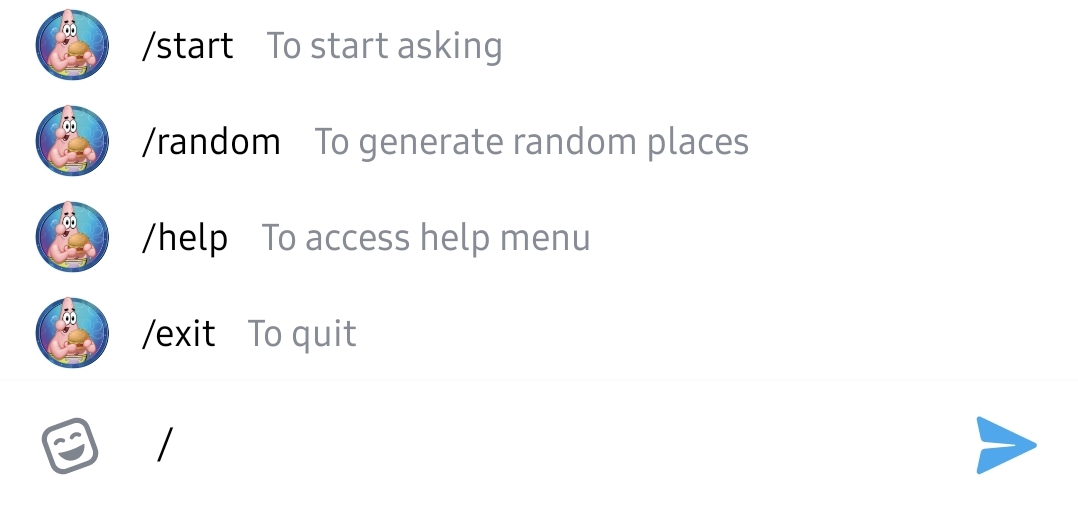 /start To start asking
/random To generate random places
/help To access help menu
/exit To quit
/